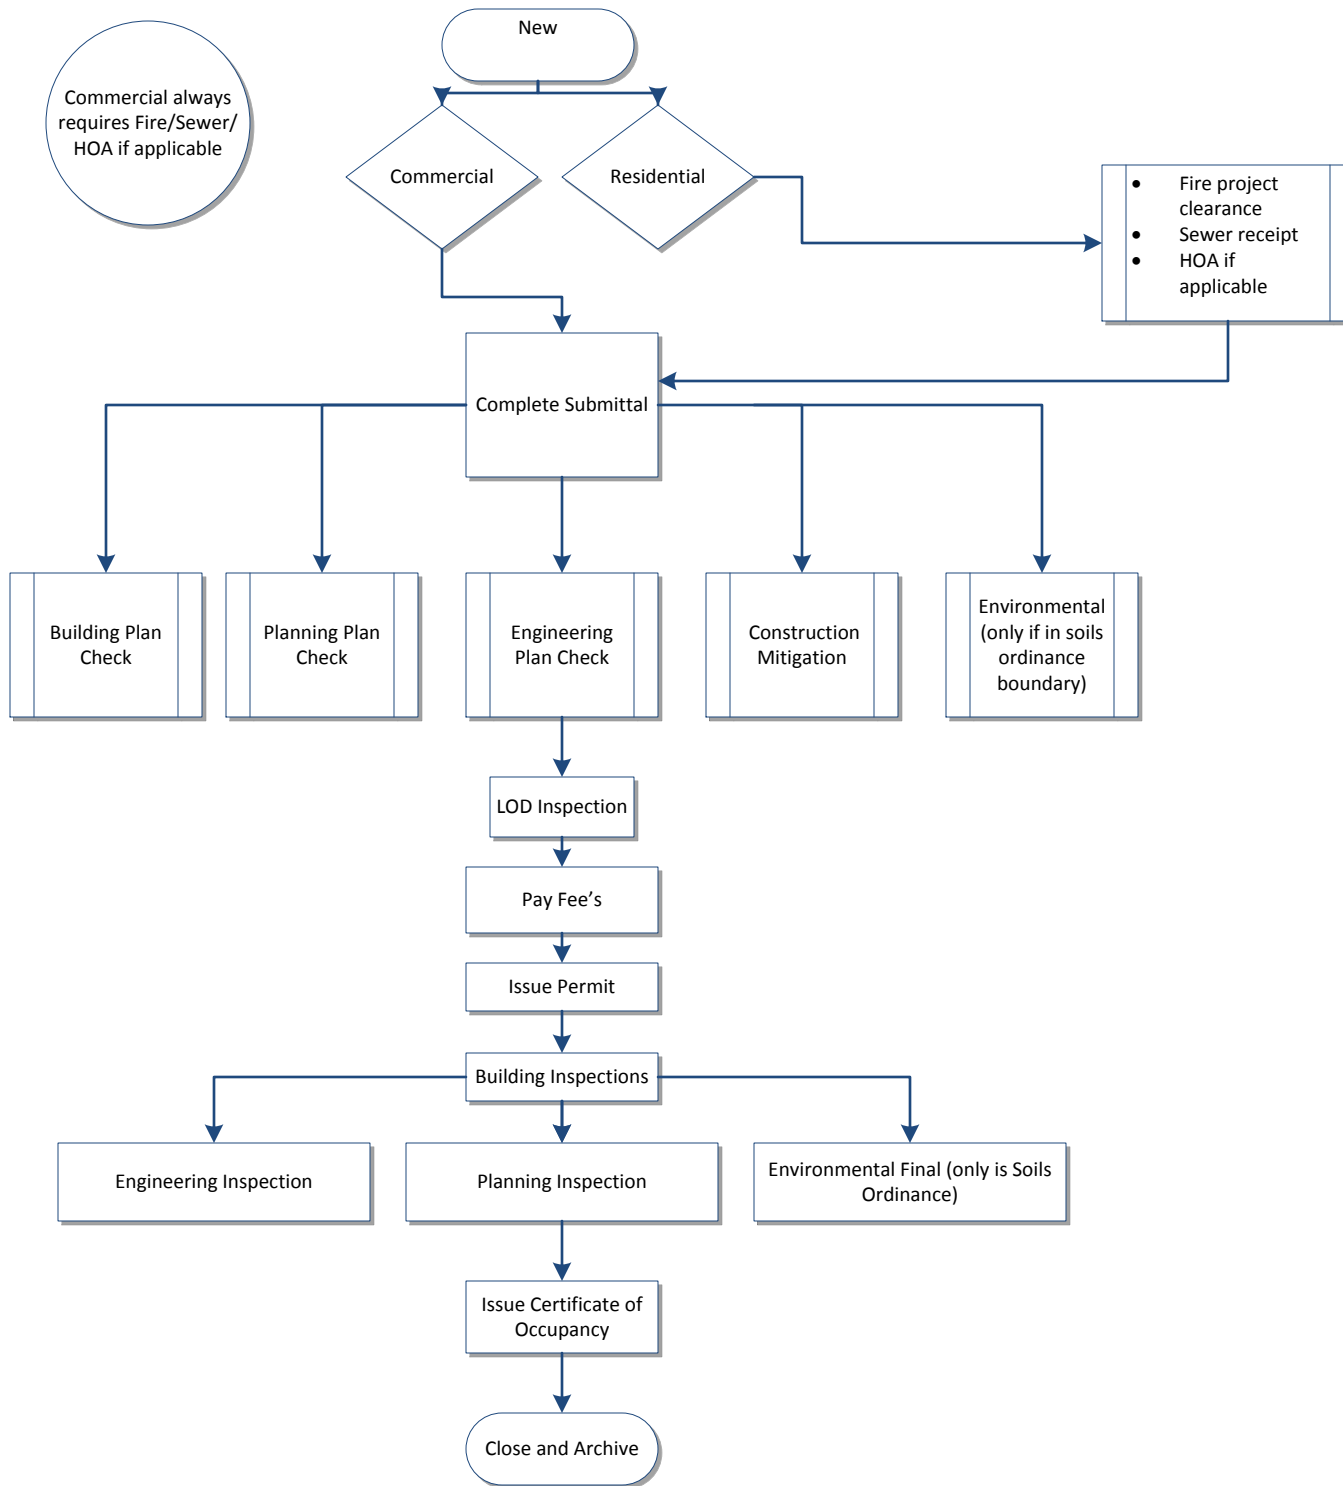 New
Commercial always
requires Fire/Sewer/
HOA if applicable
Commercial
Residential
• Fire project
clearance
• Sewer receipt
• HOA if
applicable
Complete Submittal
Building Plan
Check
Planning Plan
Check
Engineering
Plan Check
Construction
Mitigation
Environmental
(only if in soils
ordinance
boundary)
LOD Inspection
Pay Fee’s
Issue Permit
Building Inspections
Engineering Inspection
Planning Inspection
Environmental Final (only is Soils
Ordinance)
Issue Certificate of
Occupancy
Close and Archive